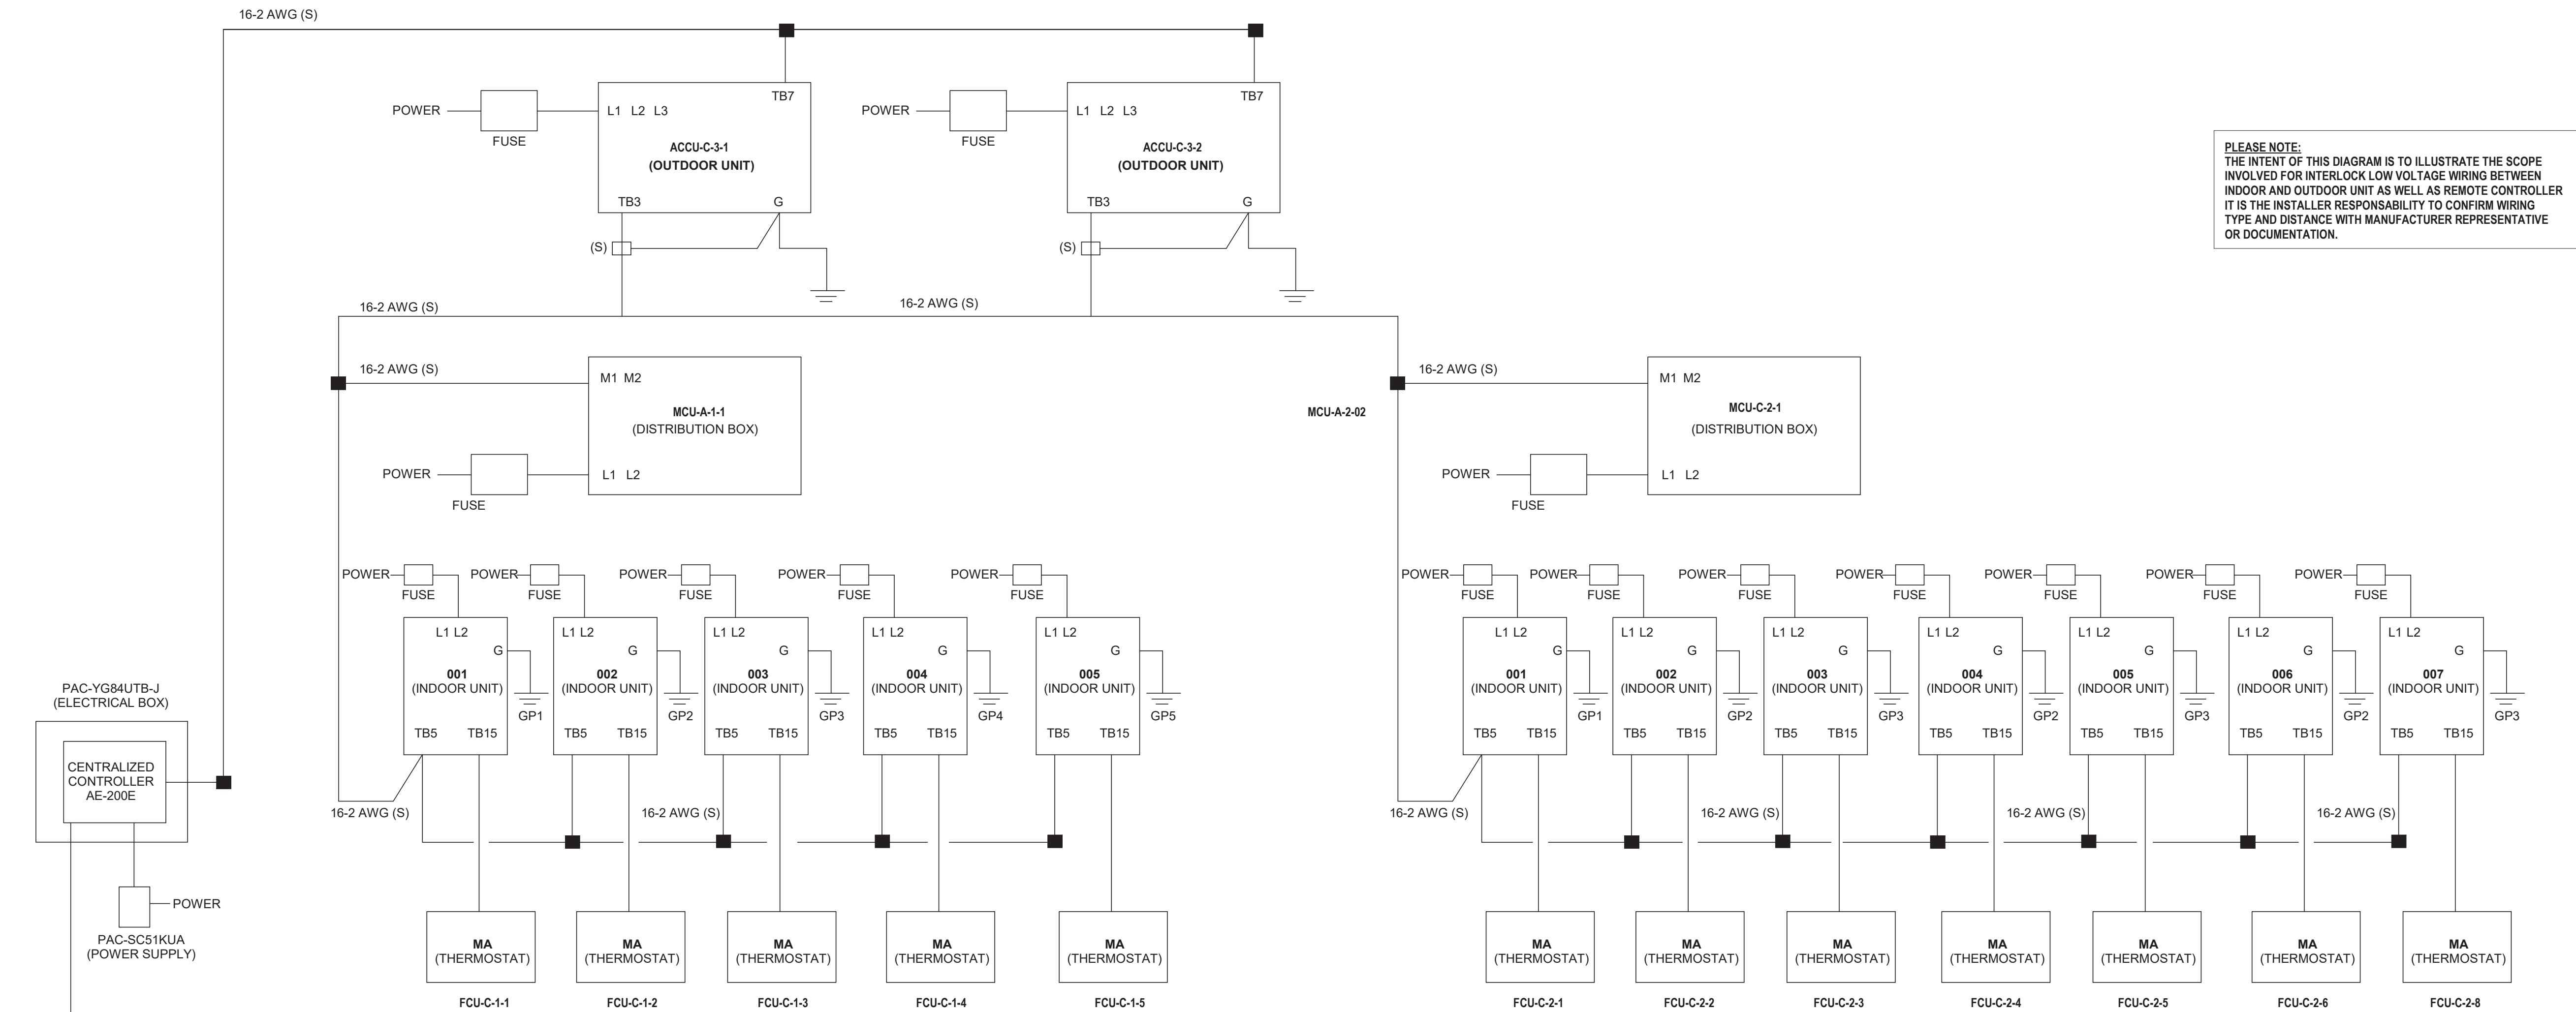 16-2 AWG (S)
POWER
FUSE
L1 L2 L3
TB7
ACCU-C-3-1
(OUTDOOR UNIT)
TB3
G
(S)
POWER
FUSE
L1 L2 L3
TB7
ACCU-C-3-2
(OUTDOOR UNIT)
TB3
G
(S)
PLEASE NOTE:
THE INTENT OF THIS DIAGRAM IS TO ILLUSTRATE THE SCOPE
INVOLVED FOR INTERLOCK LOW VOLTAGE WIRING BETWEEN
INDOOR AND OUTDOOR UNIT AS WELL AS REMOTE CONTROLLER
IT IS THE INSTALLER RESPONSABILITY TO CONFIRM WIRING
TYPE AND DISTANCE WITH MANUFACTURER REPRESENTATIVE
OR DOCUMENTATION.
16-2 AWG (S)
16-2 AWG (S)
16-2 AWG (S)
M1 M2
MCU-A-1-1
(DISTRIBUTION BOX)
POWER
FUSE
L1 L2
MCU-A-2-02
16-2 AWG (S)
M1 M2
MCU-C-2-1
(DISTRIBUTION BOX)
POWER
FUSE
L1 L2
POWER
FUSE
L1 L2
G
001
(INDOOR UNIT)
GP1
TB5 TB15
POWER
FUSE
L1 L2
G
002
(INDOOR UNIT)
GP2
TB5 TB15
POWER
FUSE
L1 L2
G
003
(INDOOR UNIT)
GP3
TB5 TB15
POWER
FUSE
L1 L2
G
004
(INDOOR UNIT)
GP4
TB5 TB15
POWER
FUSE
L1 L2
G
005
(INDOOR UNIT)
GP5
TB5 TB15
POWER
FUSE
L1 L2
G
001
(INDOOR UNIT)
GP1
TB5 TB15
POWER
FUSE
L1 L2
G
002
(INDOOR UNIT)
GP2
TB5 TB15
POWER
FUSE
L1 L2
G
003
(INDOOR UNIT)
GP3
TB5 TB15
POWER
FUSE
L1 L2
G
004
(INDOOR UNIT)
GP2
TB5 TB15
POWER
FUSE
L1 L2
G
005
(INDOOR UNIT)
GP3
TB5 TB15
POWER
FUSE
L1 L2
G
006
(INDOOR UNIT)
GP2
TB5 TB15
POWER
FUSE
L1 L2
G
007
(INDOOR UNIT)
GP3
TB5 TB15
PAC-YG84UTB-J
(ELECTRICAL BOX)
CENTRALIZED
CONTROLLER
AE-200E
POWER
PAC-SC51KUA
(POWER SUPPLY)
16-2 AWG (S)
16-2 AWG (S)
16-2 AWG (S)
16-2 AWG (S)
16-2 AWG (S)
16-2 AWG (S)
MA
(THERMOSTAT)
FCU-C-1-1
MA
(THERMOSTAT)
FCU-C-1-2
MA
(THERMOSTAT)
FCU-C-1-3
MA
(THERMOSTAT)
FCU-C-1-4
MA
(THERMOSTAT)
FCU-C-1-5
MA
(THERMOSTAT)
FCU-C-2-1
MA
(THERMOSTAT)
FCU-C-2-2
MA
(THERMOSTAT)
FCU-C-2-3
MA
(THERMOSTAT)
FCU-C-2-4
MA
(THERMOSTAT)
FCU-C-2-5
MA
(THERMOSTAT)
FCU-C-2-6
MA
(THERMOSTAT)
FCU-C-2-8